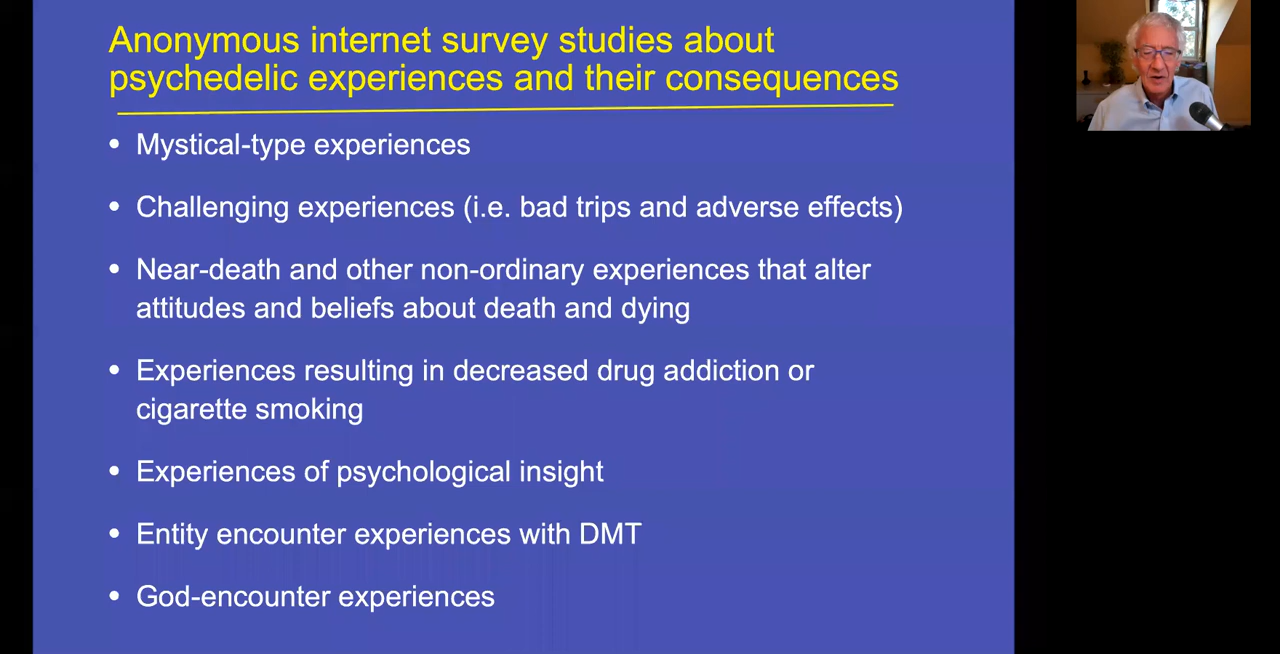 Anonymous internet survey studies about
psychedelic experiences and their consequences
• Mystical-type experiences
• Challenging experiences (i.e. bad trips and adverse effects)
• Near-death and other non-ordinary experiences that alter
attitudes and beliefs about death and dying
• Experiences resulting in decreased drug addiction or
cigarette smoking
• Experiences of psychological insight
• Entity encounter experiences with DMT
• God-encounter experiences